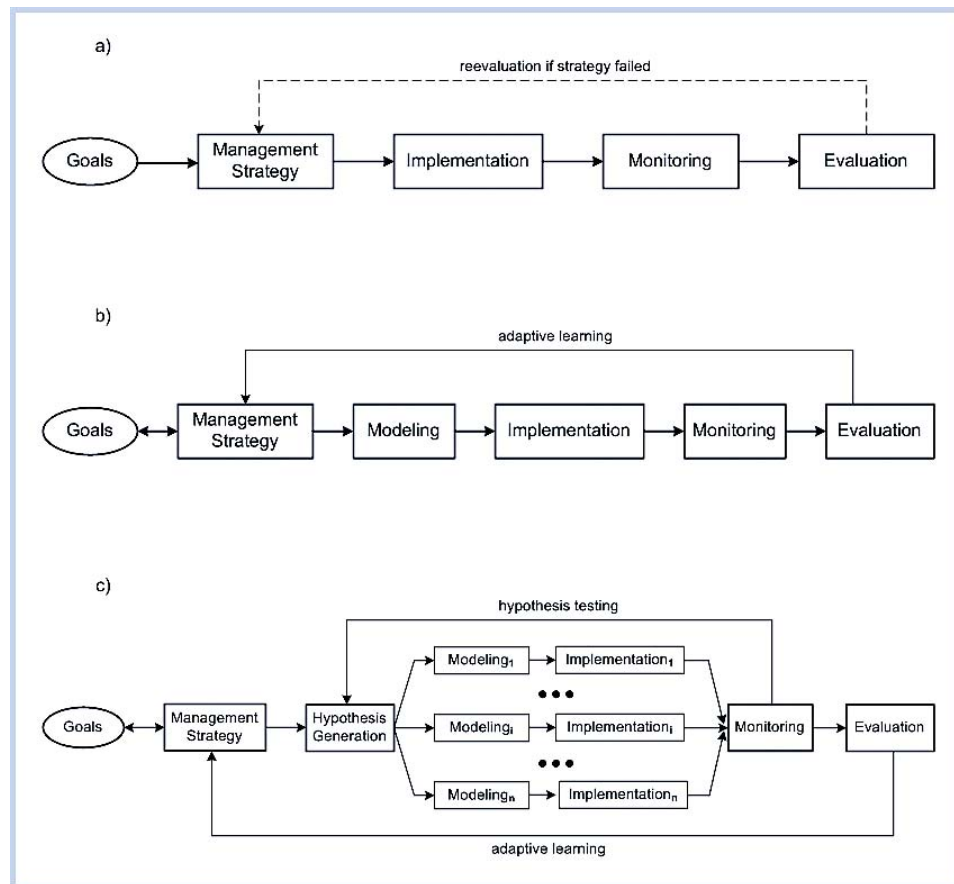 a)
reevaluation if strategy failed
Goals
Management
Strategy
Implementation
Monitoring
Evaluation
b)
adaptive learning
Goals
Management
Strategy
Modeling
Implementation
Monitoring
Evaluation
c)
hypothesis testing
Modeling₁
Implementation₁
Goals
Management
Strategy
Hypothesis
Generation
Modelingᵢ
Implementationᵢ
Monitoring
Evaluation
Modelingₙ
Implementationₙ
adaptive learning